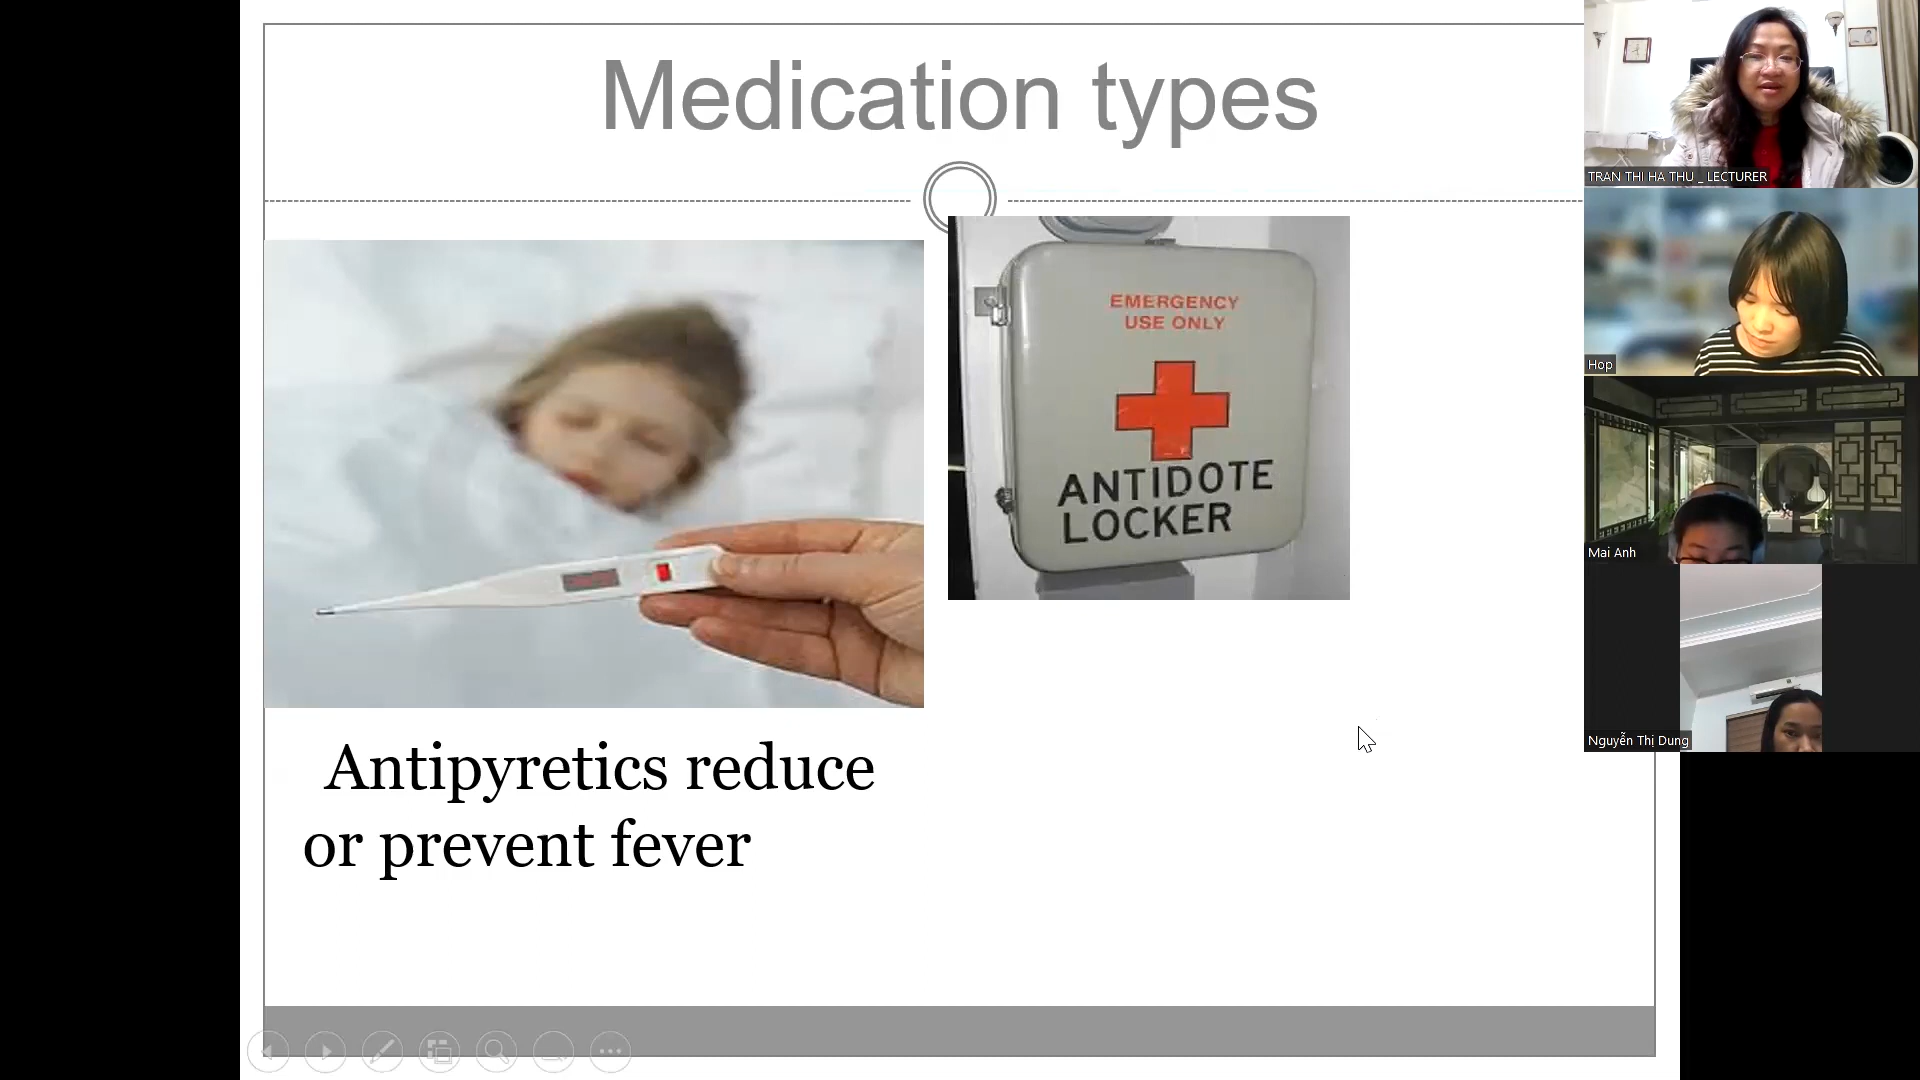 Medication types
EMERGENCY
USE ONLY
ANTIDOTE
LOCKER
Antipyretics reduce
or prevent fever
TRAN THI HA THU _ LECTURER
Hop
Mai Anh
Nguyễn Thị Dung